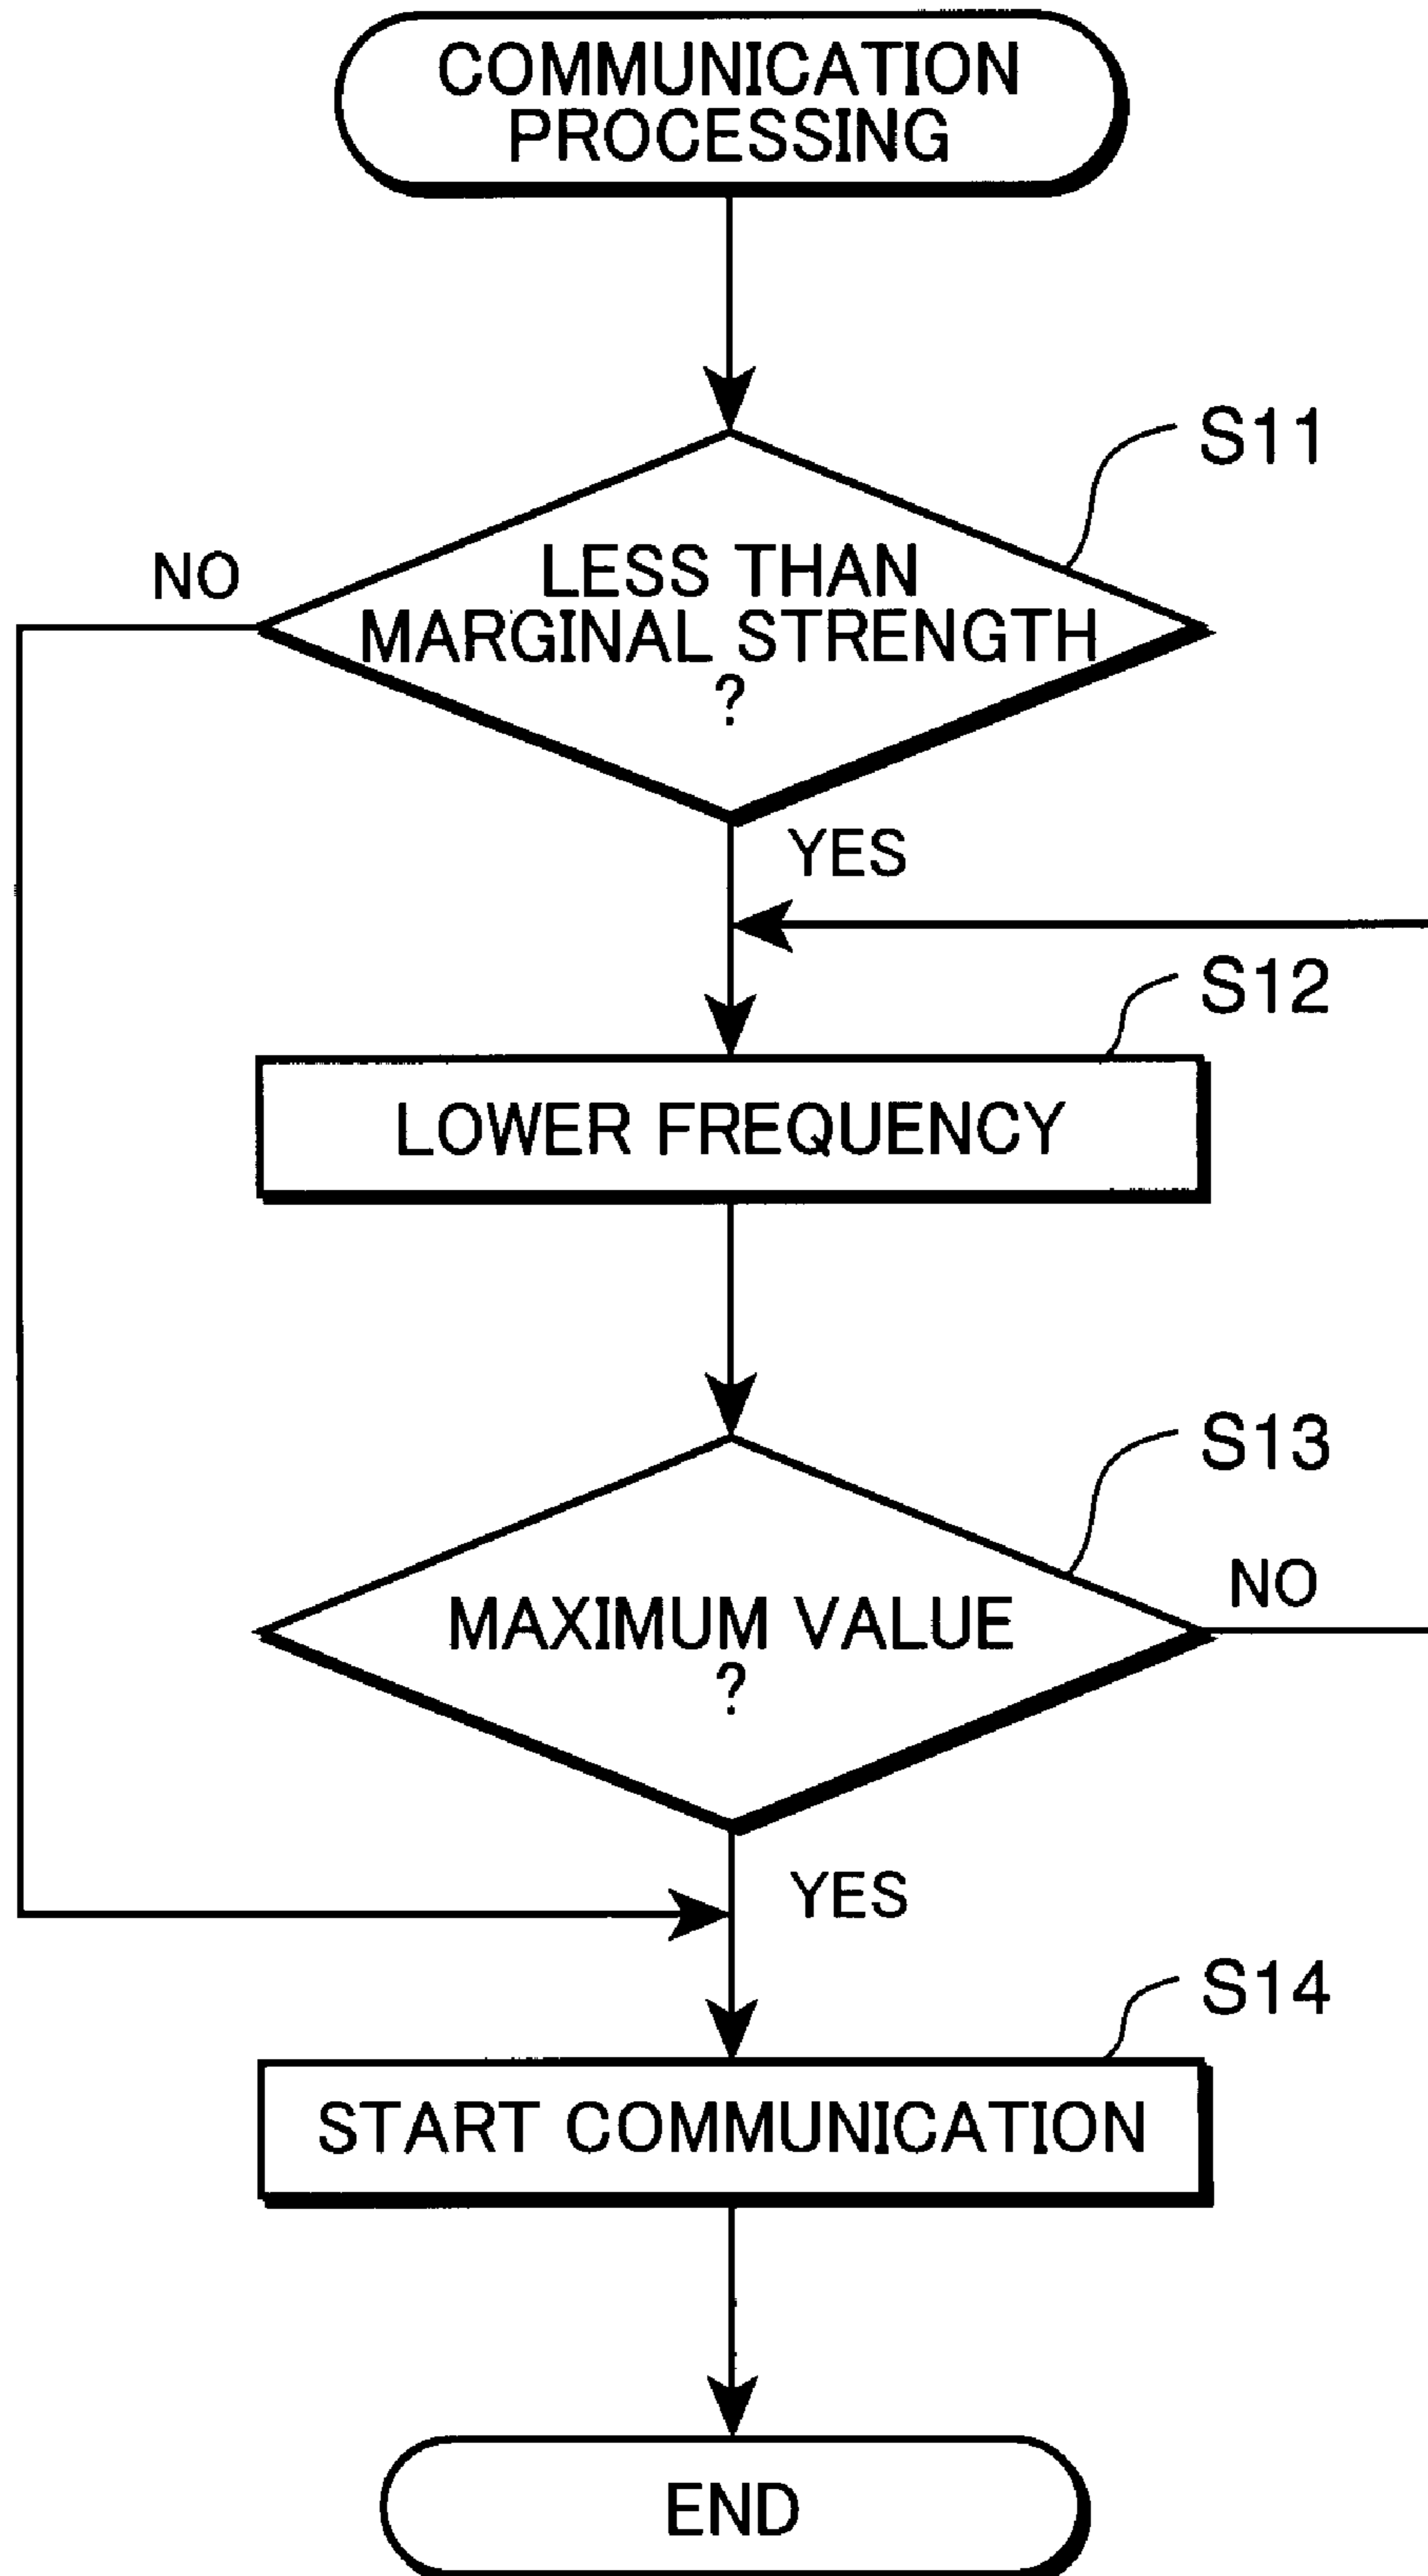 COMMUNICATION
PROCESSING
S11
NO
LESS THAN
MARGINAL STRENGTH
?
YES
S12
LOWER FREQUENCY
S13
NO
MAXIMUM VALUE
?
YES
S14
START COMMUNICATION
END